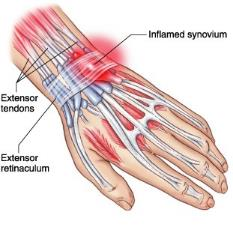 Inflamed synovium
Extensor
tendons
Extensor
retinaculum